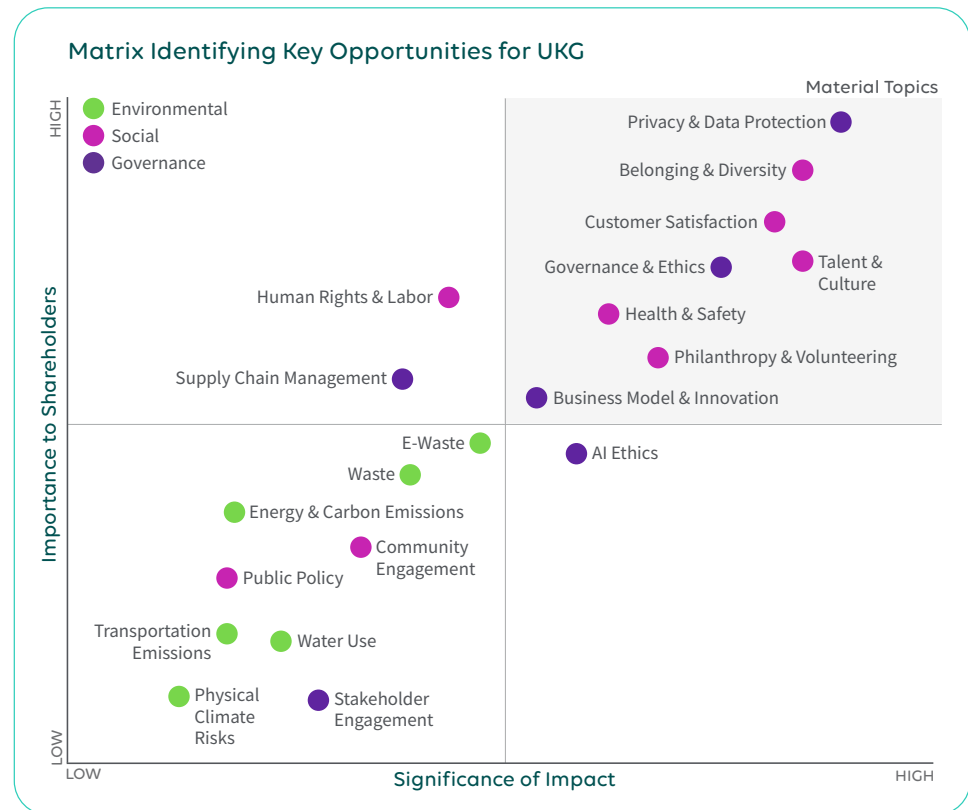 Matrix Identifying Key Opportunities for UKG
Material Topics
HIGH
Environmental
Social
Governance
Privacy & Data Protection
Belonging & Diversity
Customer Satisfaction
Governance & Ethics
Talent &
Culture
Human Rights & Labor
Health & Safety
Philanthropy & Volunteering
Supply Chain Management
Business Model & Innovation
Importance to Shareholders
E-Waste
AI Ethics
Waste
Energy & Carbon Emissions
Community
Engagement
Public Policy
Transportation
Emissions
Water Use
Physical
Climate
Risks
Stakeholder
Engagement
LOW
LOW
Significance of Impact
HIGH